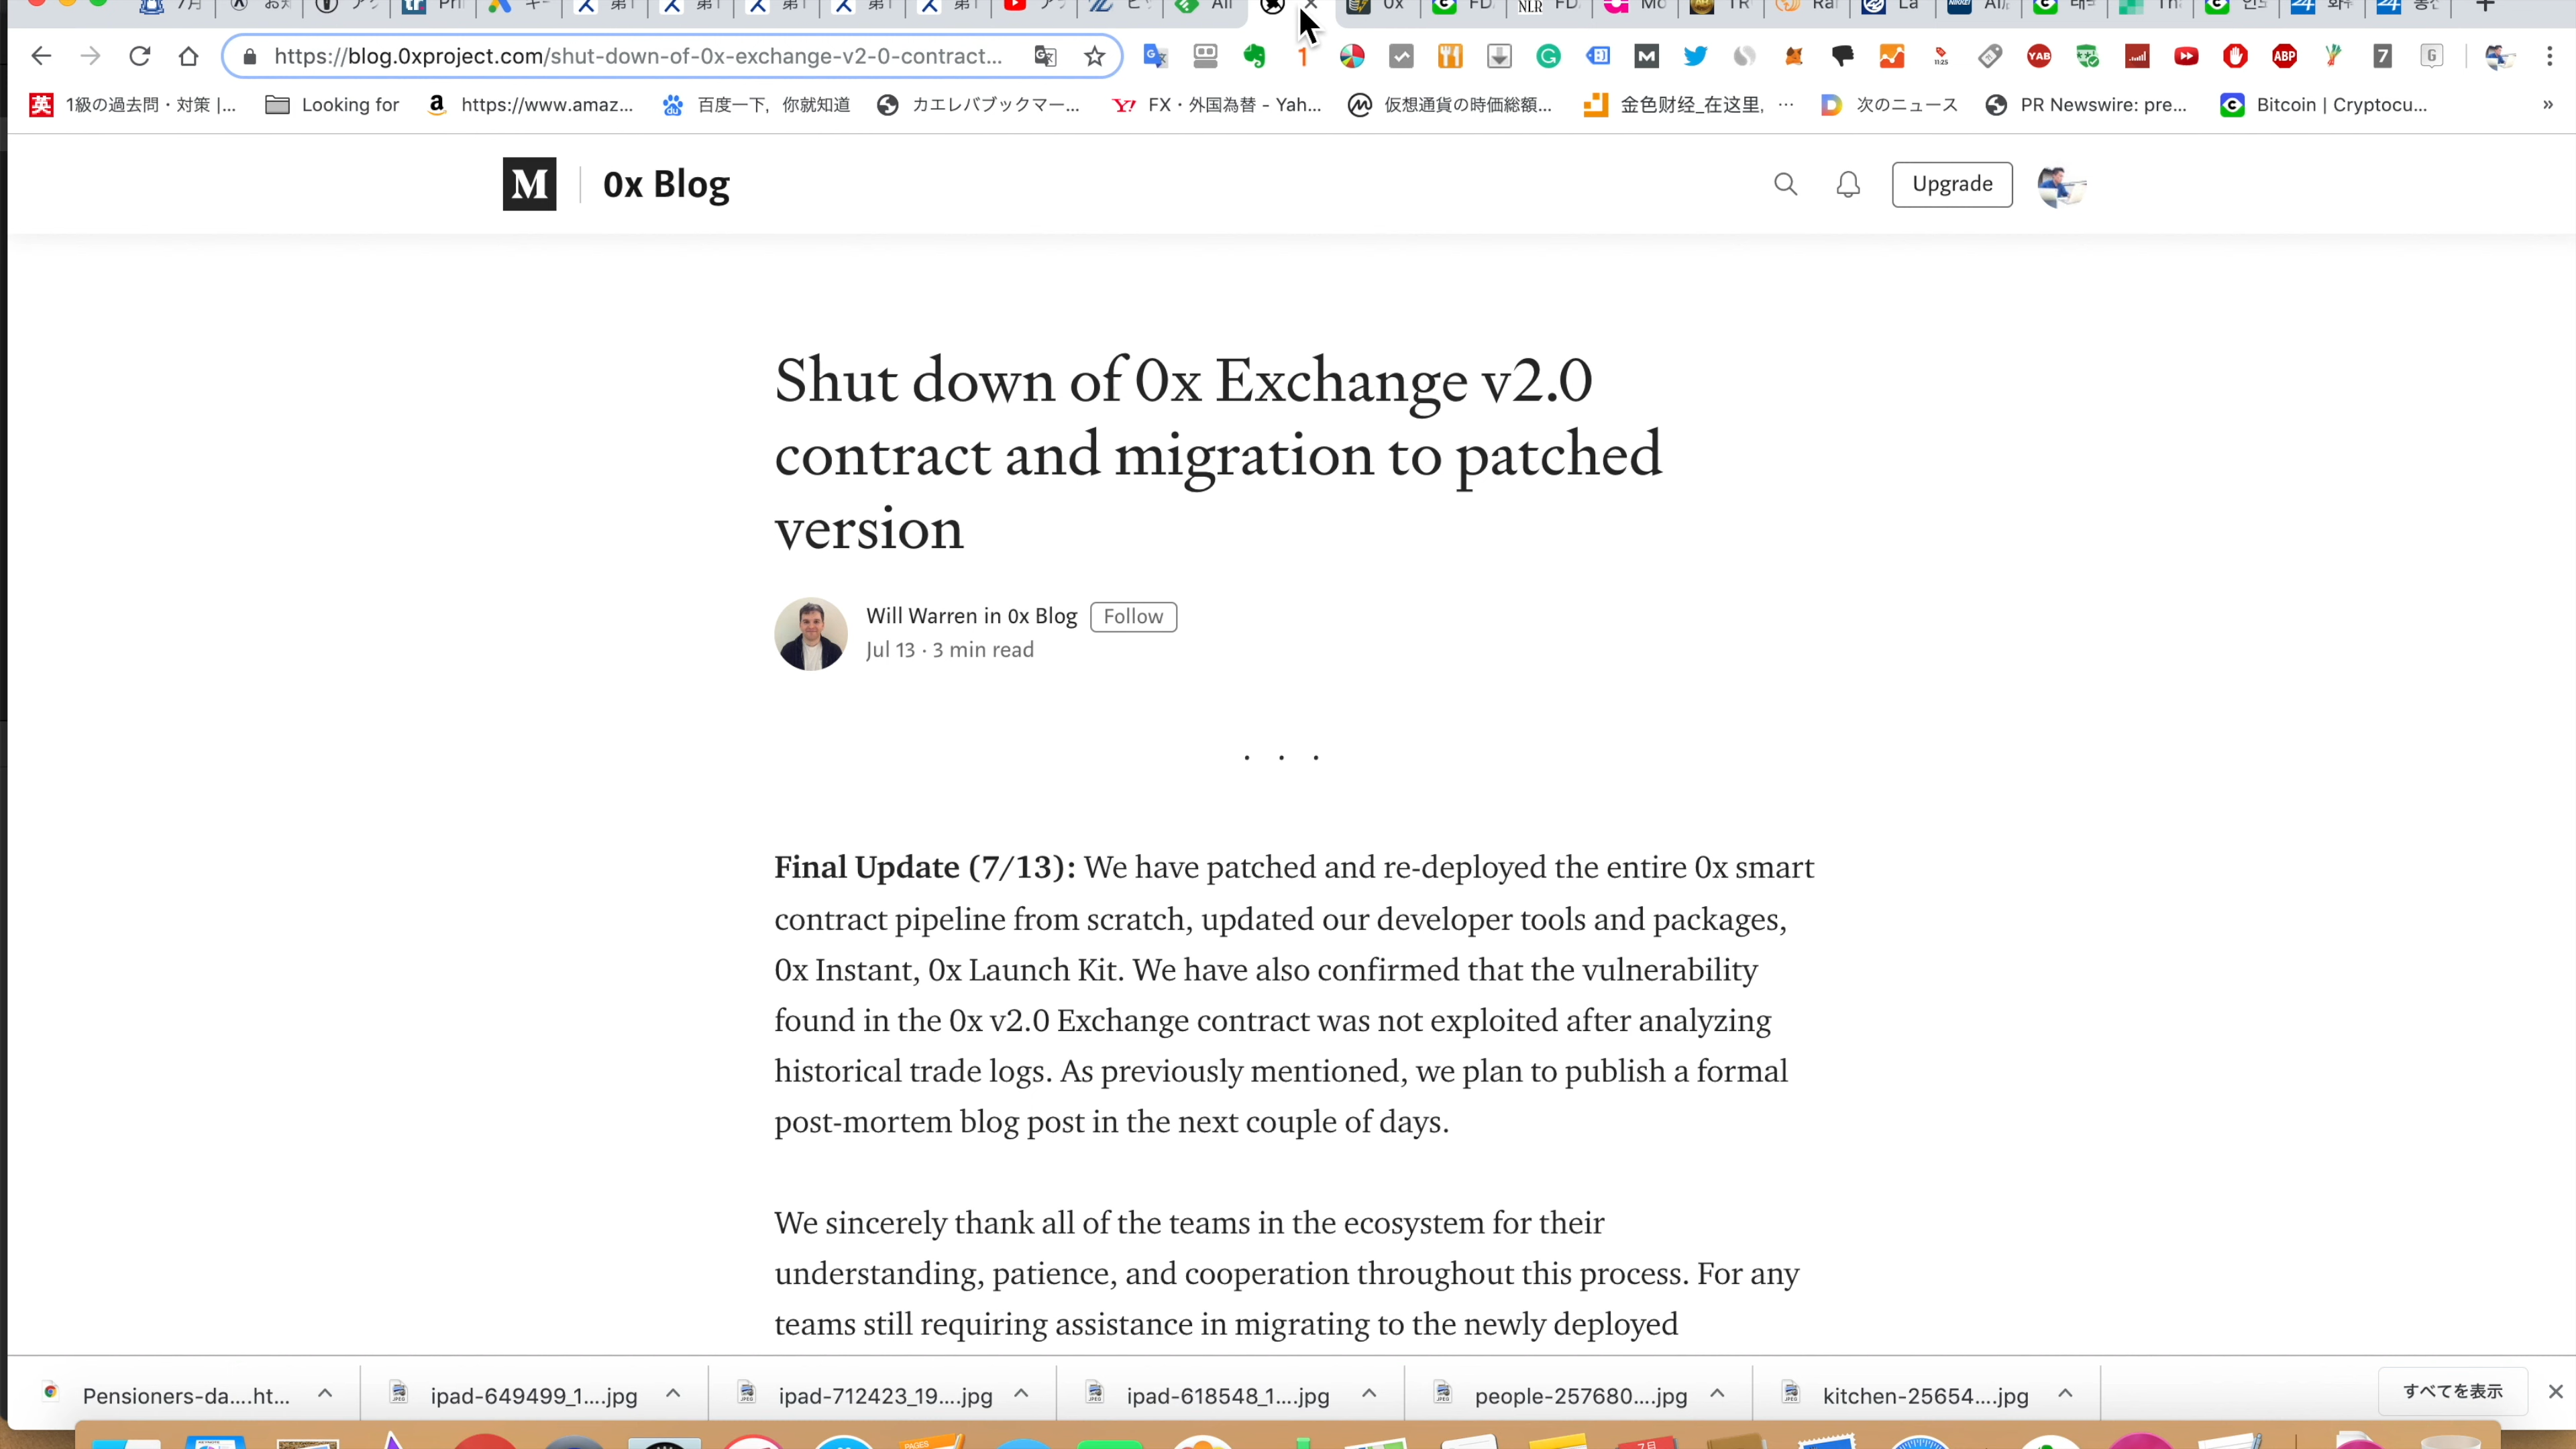 7月
https://blog.0xproject.com/shut-down-of-0x-exchange-v2-0-contract...
1級の過去問・対策 |...
Looking for
https://www.amaz...
百度一下,你就知道
カエレバブックマー...
FX・外国為替 - Yah...
仮想通貨の時価総額...
金色财经_在这里, ...
次のニュース
PR Newswire: pre...
Bitcoin | Cryptocu...
»
M
0x Blog
Upgrade
Shut down of 0x Exchange v2.0
contract and migration to patched
version
Will Warren in 0x Blog
Follow
Jul 13 · 3 min read
. . .
Final Update (7/13): We have patched and re-deployed the entire 0x smart
contract pipeline from scratch, updated our developer tools and packages,
0x Instant, 0x Launch Kit. We have also confirmed that the vulnerability
found in the 0x v2.0 Exchange contract was not exploited after analyzing
historical trade logs. As previously mentioned, we plan to publish a formal
post-mortem blog post in the next couple of days.
We sincerely thank all of the teams in the ecosystem for their
understanding, patience, and cooperation throughout this process. For any
teams still requiring assistance in migrating to the newly deployed
Pensioners-da....ht...
ipad-649499_1....jpg
ipad-712423_19....jpg
ipad-618548_1....jpg
people-257680....jpg
kitchen-25654....jpg
すべてを表示
PAGES
7月